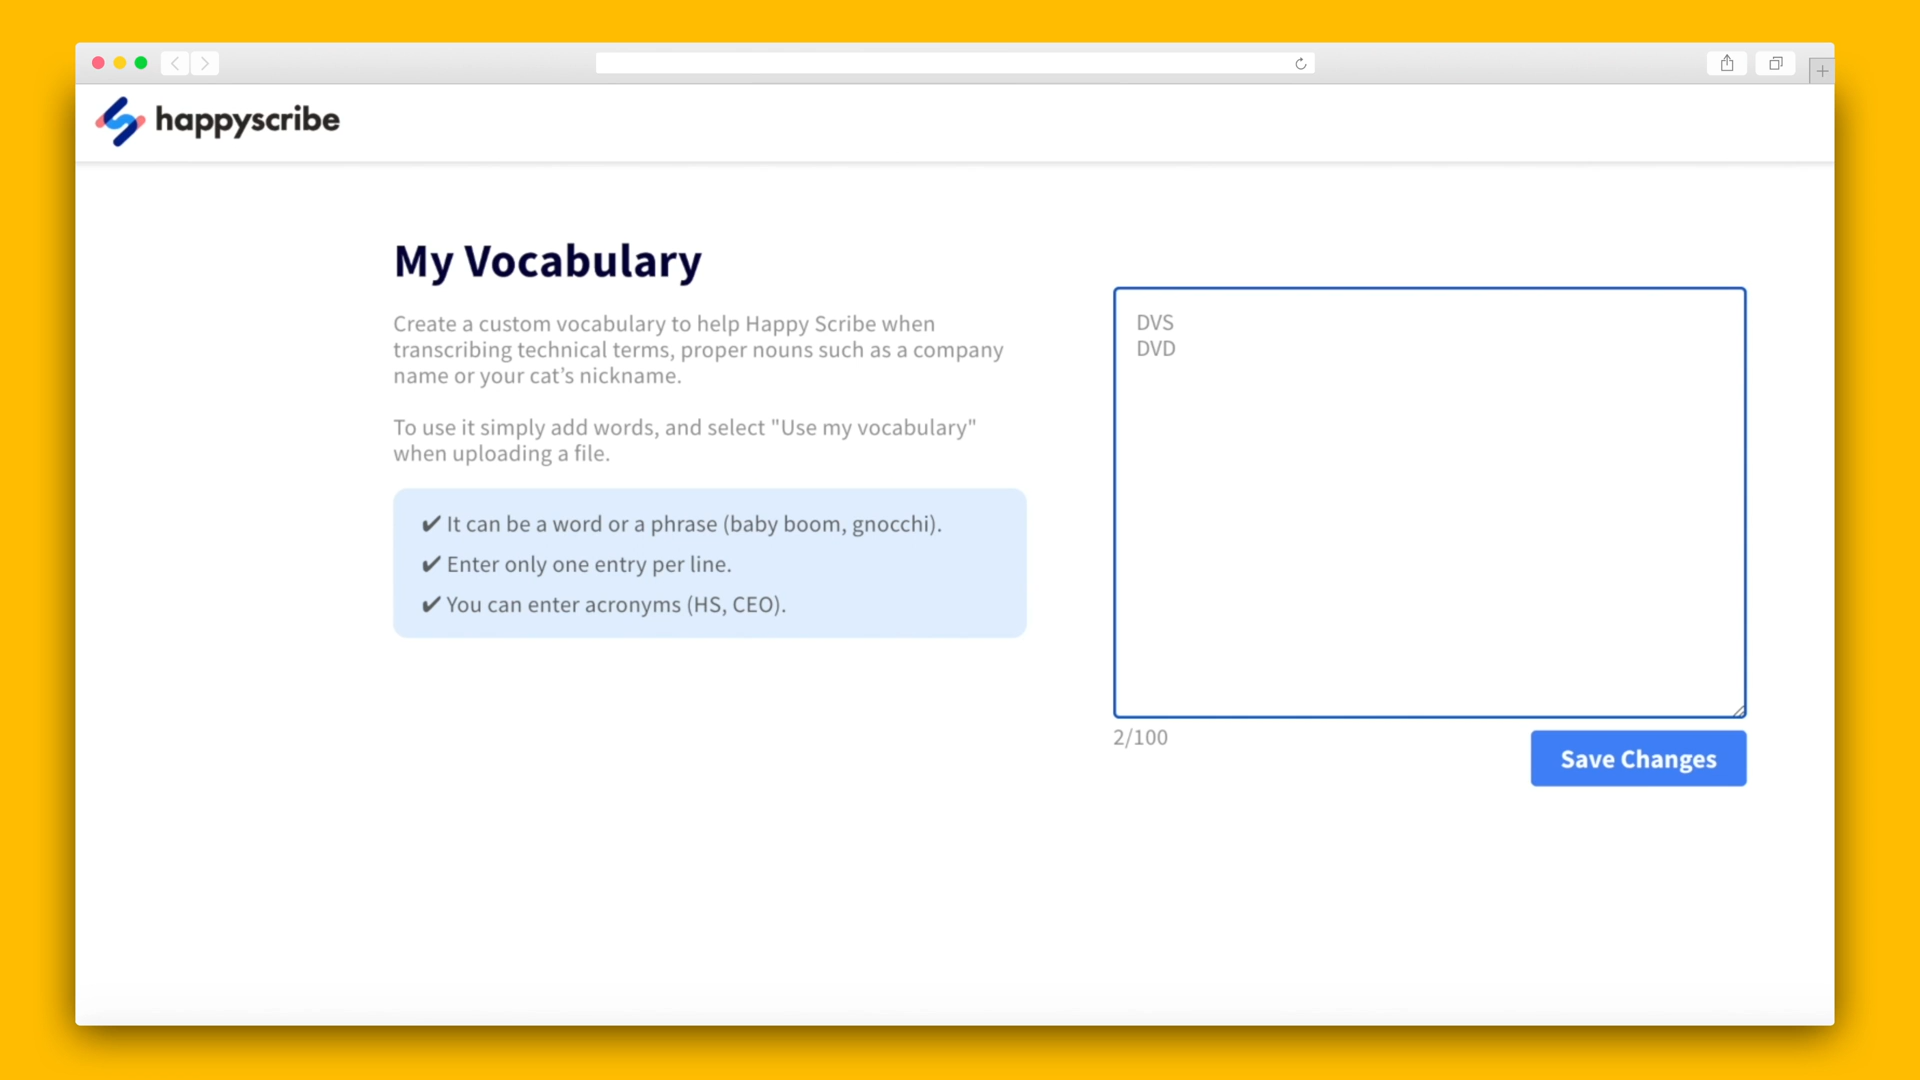 happyscribe
My Vocabulary
Create a custom vocabulary to help Happy Scribe when
transcribing technical terms, proper nouns such as a company
name or your cat’s nickname.
To use it simply add words, and select "Use my vocabulary"
when uploading a file.
✔ It can be a word or a phrase (baby boom, gnocchi).
✔ Enter only one entry per line.
✔ You can enter acronyms (HS, CEO).
DVS
DVD
2/100
Save Changes